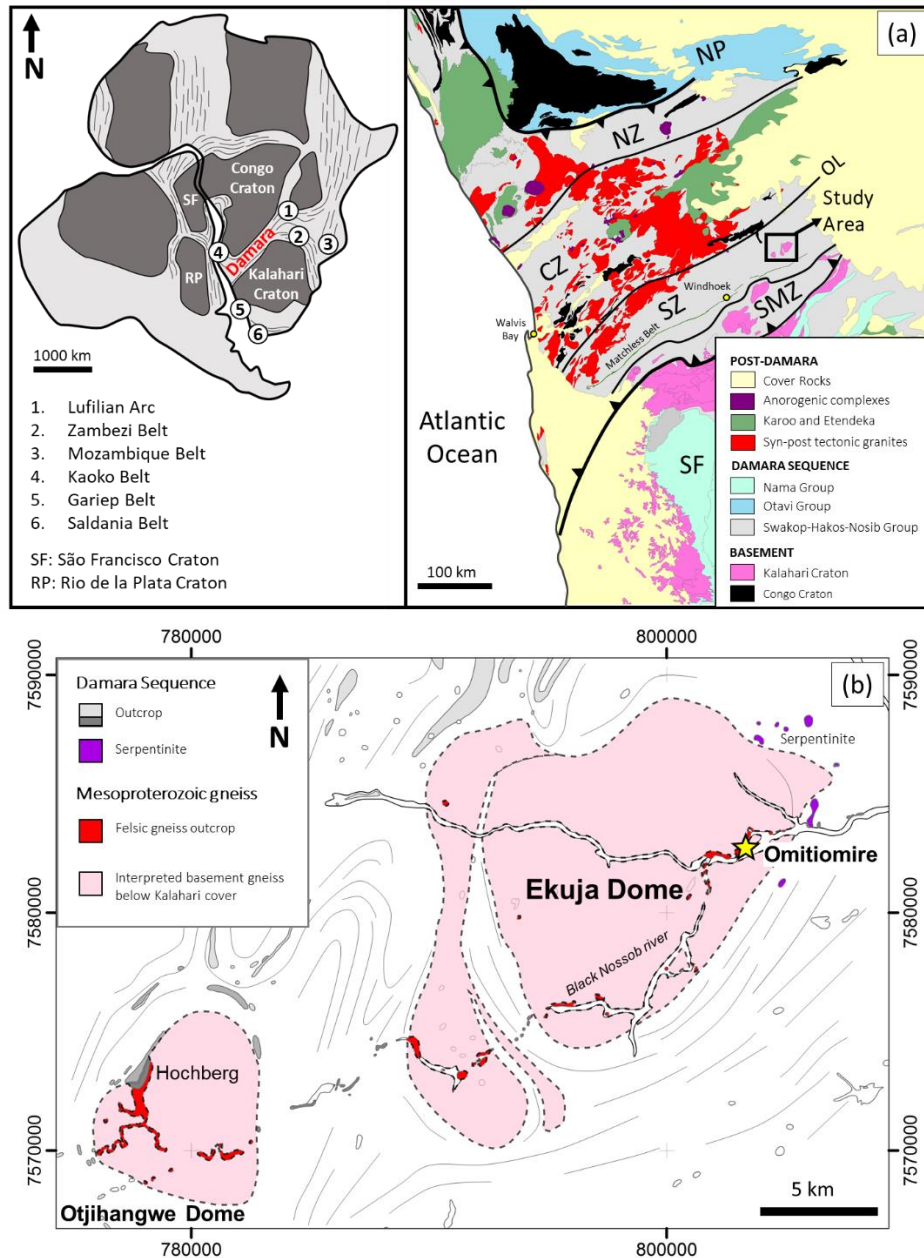 N
Congo
Craton
SF
1
2
3
4
Damara
RP
Kalahari
Craton
5
6
1000 km
1. Lufilian Arc
2. Zambezi Belt
3. Mozambique Belt
4. Kaoko Belt
5. Gariep Belt
6. Saldania Belt
SF: São Francisco Craton
RP: Rio de la Plata Craton
(a)
NP
NZ
OL
Study
Area
CZ
Windhoek
SZ
SMZ
Walvis
Bay
Matchless Belt
Atlantic
Ocean
SF
100 km
POST-DAMARA
Cover Rocks
Anorogenic complexes
Karoo and Etendeka
Syn-post tectonic granites
DAMARA SEQUENCE
Nama Group
Otavi Group
Swakop-Hakos-Nosib Group
BASEMENT
Kalahari Craton
Congo Craton
780000
800000
7590000
7590000
(b)
Damara Sequence
Outcrop
Serpentinite
Mesoproterozoic gneiss
Felsic gneiss outcrop
Interpreted basement gneiss
below Kalahari cover
N
Serpentinite
Omitiomire
Ekuja Dome
7580000
7580000
Black Nossob river
Hochberg
7570000
7570000
Otjihangwe Dome
5 km
780000
800000